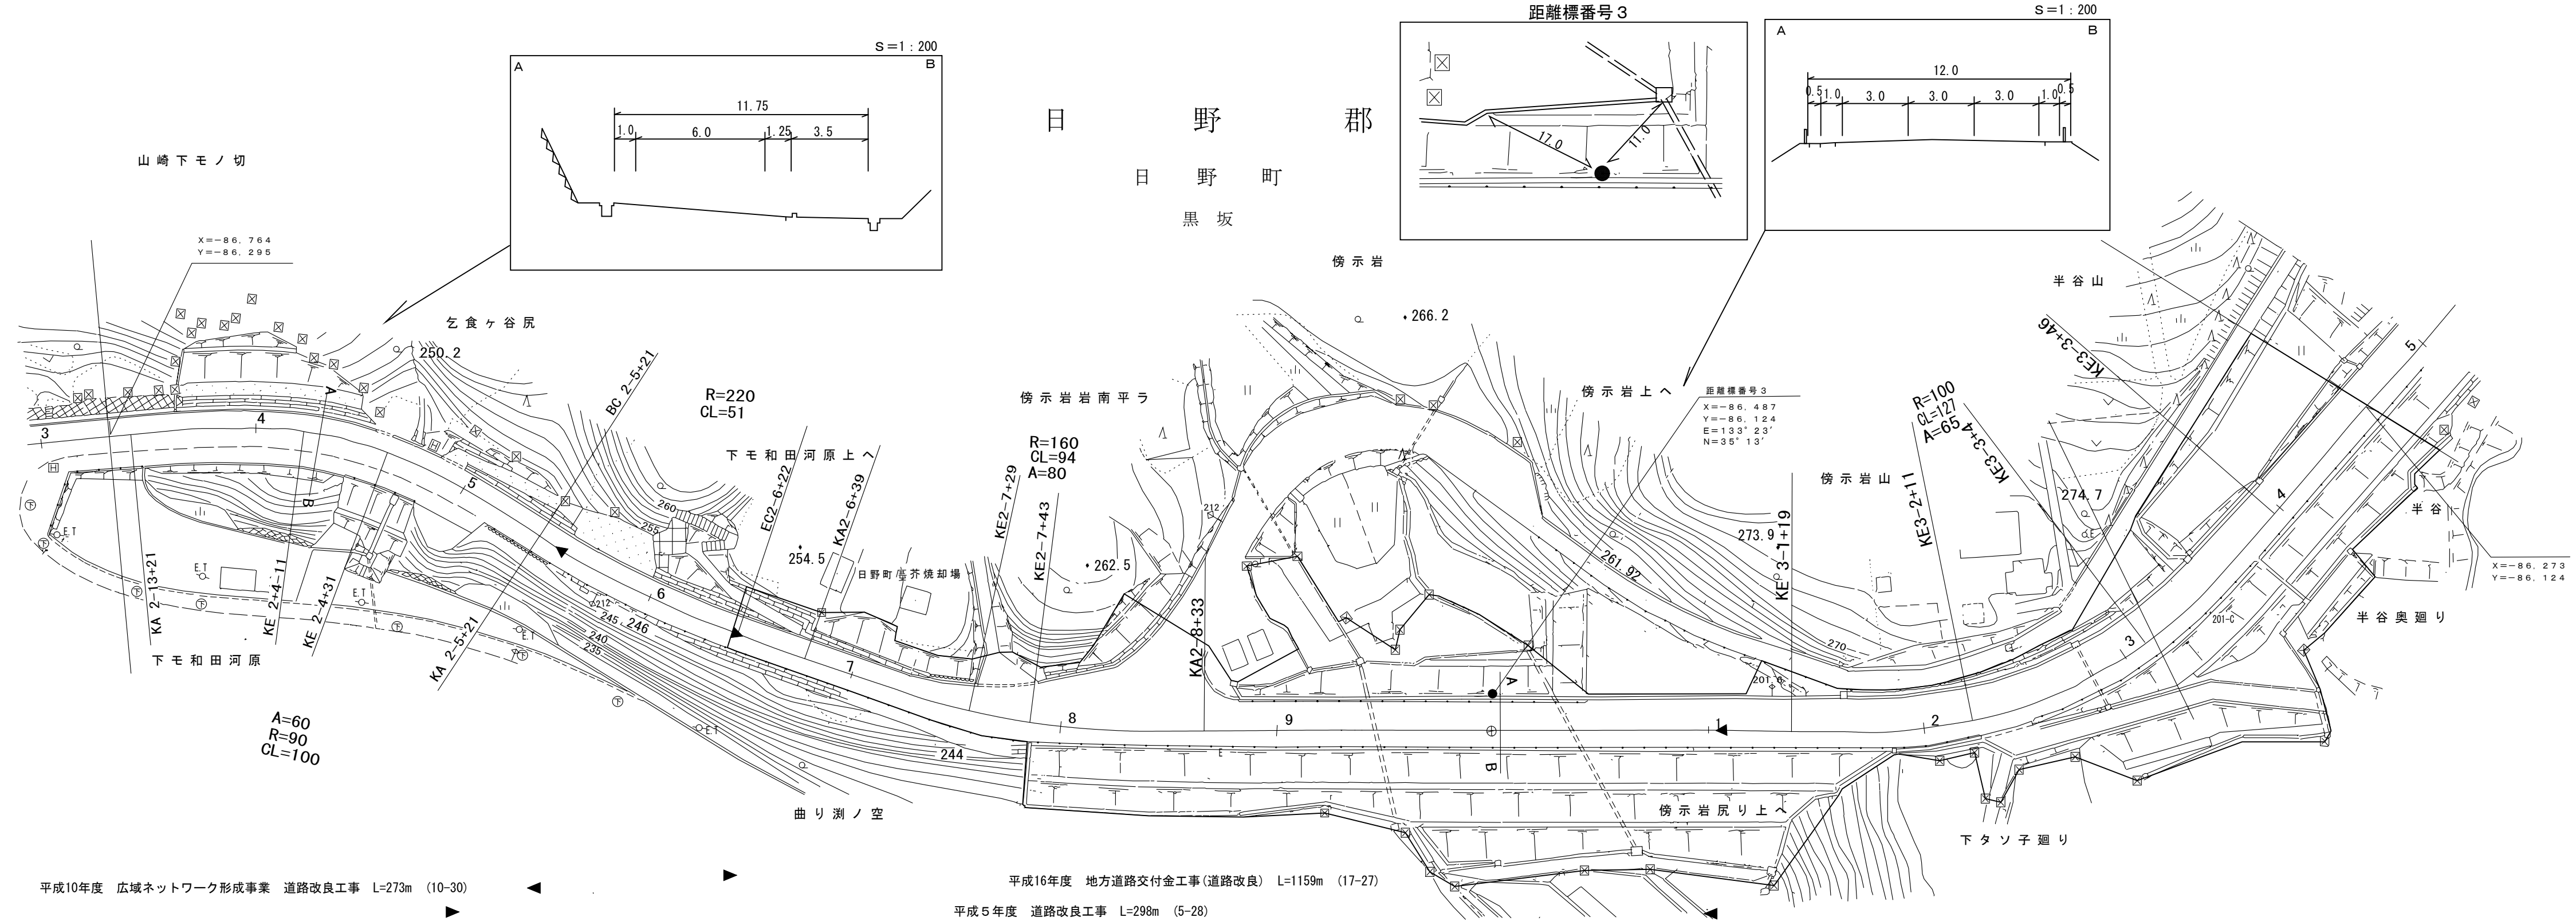 距離標番号3
S=1:200
S=1:200
A
B
11.75
1.0
6.0
1.25
3.5
17.0
11.0
A
B
12.0
0.5
1.0
3.0
3.0
3.0
1.0
0.5
日野郡
日野町
黒坂
山崎下モノ切
X=-86, 764
Y=-86, 295
乞食ヶ谷尻
250.2
傍示岩
266.2
半谷山
BC 2-5+21
R=220
CL=51
傍示岩岩南平ラ
傍示岩上ヘ
距離標番号3
X=-86, 487
Y=-86, 124
E=133° 23′
N=35° 13′
KE3-3+46
R=100
CL=127
A=65
KE3-3+4
5
3
4
A
B
5
下モ和田河原上ヘ
R=160
CL=94
A=80
EC2-6+22
KA2-6+39
KE2-7+29
KE2-7+43
212
260
255
254.5
日野町塵芥焼却場
262.5
261.92
273.9
KE 3-1+19
傍示岩山
KE3-2+11
274.7
4
半谷
X=-86, 273
Y=-86, 124
E.T
E.T
E.T
E.T
E.T
KA 2-13+21
KE 2+4-11
KE 2-4+31
KA 2-5+21
212
245
246
240
235
6
7
8
9
1
2
3
KA2-8+33
A
B
201.6
270
201-C
半谷奥廻り
下モ和田河原
A=60
R=90
CL=100
244
E
曲り渕ノ空
傍示岩尻り上ヘ
下タソ子廻り
平成10年度 広域ネットワーク形成事業 道路改良工事 L=273m (10-30)
平成16年度 地方道路交付金工事(道路改良) L=1159m (17-27)
平成5年度 道路改良工事 L=298m (5-28)